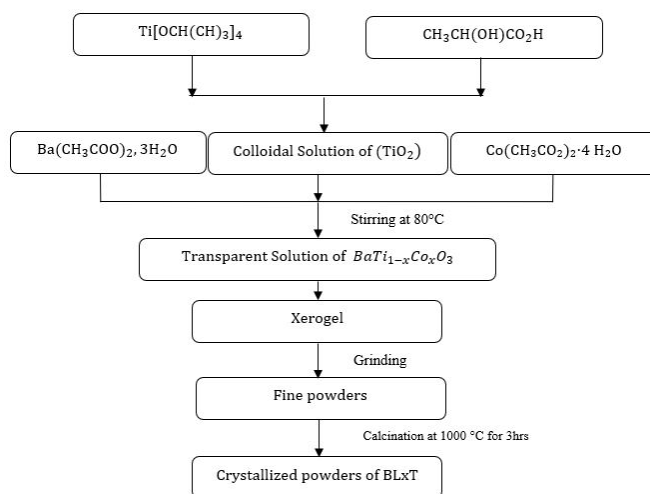 Ti[OCH(CH)₃]₄
CH₃CH(OH)CO₂H
Ba(CH₃COO)₂, 3H₂O
Colloidal Solution of (TiO₂)
Co(CH₃CO₂)₂·4 H₂O
Stirring at 80°C
Transparent Solution of BaTi₁₋ₓCoₓO₃
Xerogel
Grinding
Fine powders
Calcination at 1000 °C for 3hrs
Crystallized powders of BLxT